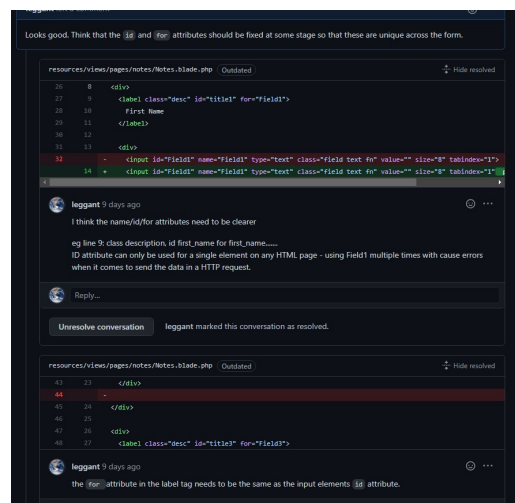 Looks good. Think that the id and for attributes should be fixed at some stage so that these are unique across the form.
resources/views/pages/notes/Notes.blade.php Outdated Hide resolved
26 8 <div>
27 9 <label class="desc" id="title1" for="Field1">
28 10 First Name
29 11 </label>
30 12
31 13 <div>
32 - <input id="Field1" name="Field1" type="text" class="field text fn" value="" size="8" tabindex="1">
14 + <input id="Field1" name="Field1" type="text" class="field text fn" value="" size="8" tabindex="1"
leggant 9 days ago
I think the name/id/for attributes need to be clearer
eg line 9: class description, id first_name for first_name......
ID attribute can only be used for a single element on any HTML page - using Field1 multiple times with cause errors
when it comes to send the data in a HTTP request.
Reply...
Unresolve conversation leggant marked this conversation as resolved.
resources/views/pages/notes/Notes.blade.php Outdated Hide resolved
43 23 </div>
44 -
45 24 </div>
46 25
47 26 <div>
48 27 <label class="desc" id="title3" for="Field3">
leggant 9 days ago
the for attribute in the label tag needs to be the same as the input elements id attribute.